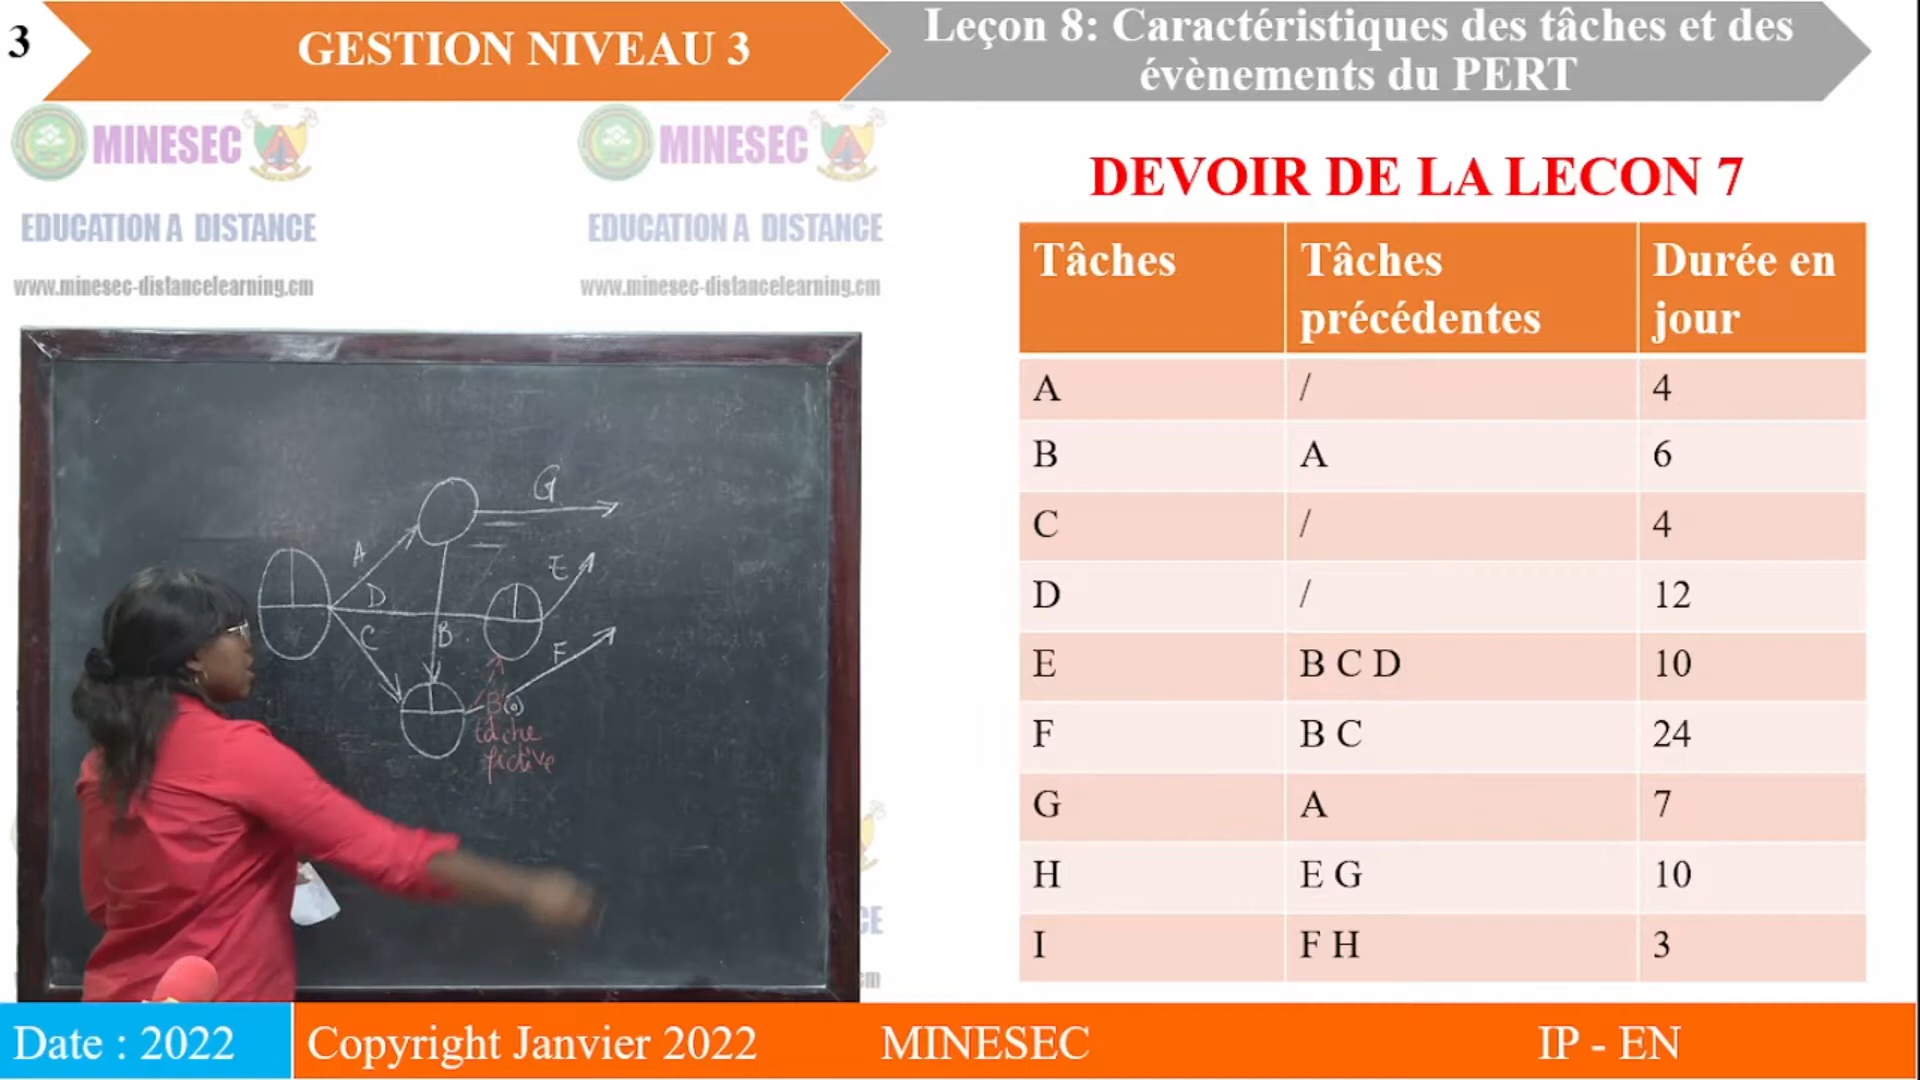 3
GESTION NIVEAU 3
Leçon 8: Caractéristiques des tâches et des
évènements du PERT
MINESEC
EDUCATION A DISTANCE
www.minesec-distancelearning.cm
MINESEC
EDUCATION A DISTANCE
www.minesec-distancelearning.cm
DEVOIR DE LA LECON 7
Tâches Tâches précédentes Durée en jour
A / 4
B A 6
C / 4
D / 12
E B C D 10
F B C 24
G A 7
H E G 10
I F H 3
G
A
E
D
C
B
F
B (0)
tâche
fictive
CE
cm
Date : 2022
Copyright Janvier 2022
MINESEC
IP - EN